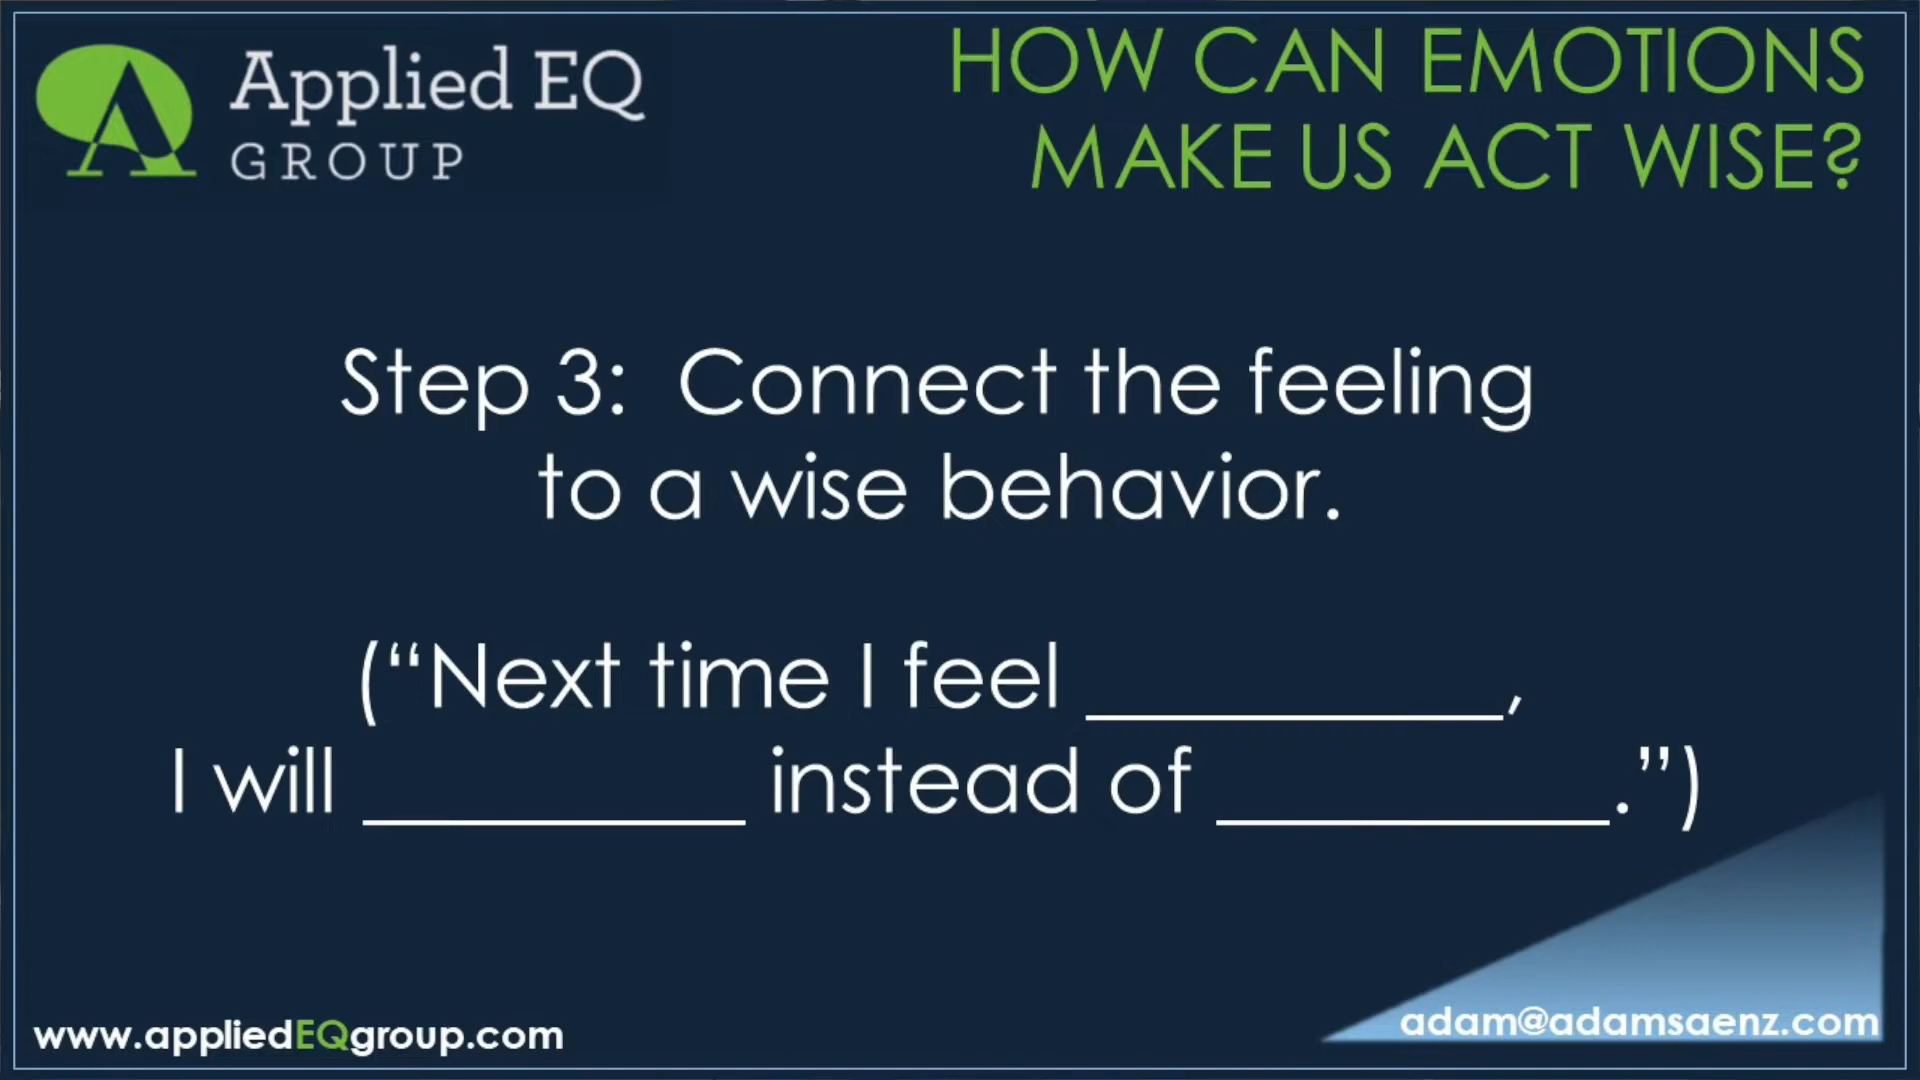 Applied EQ
GROUP
HOW CAN EMOTIONS
MAKE US ACT WISE?
Step 3:  Connect the feeling
to a wise behavior.
(“Next time I feel __________,
I will __________ instead of __________.”)
www.appliedEQgroup.com
adam@adamsaenz.com